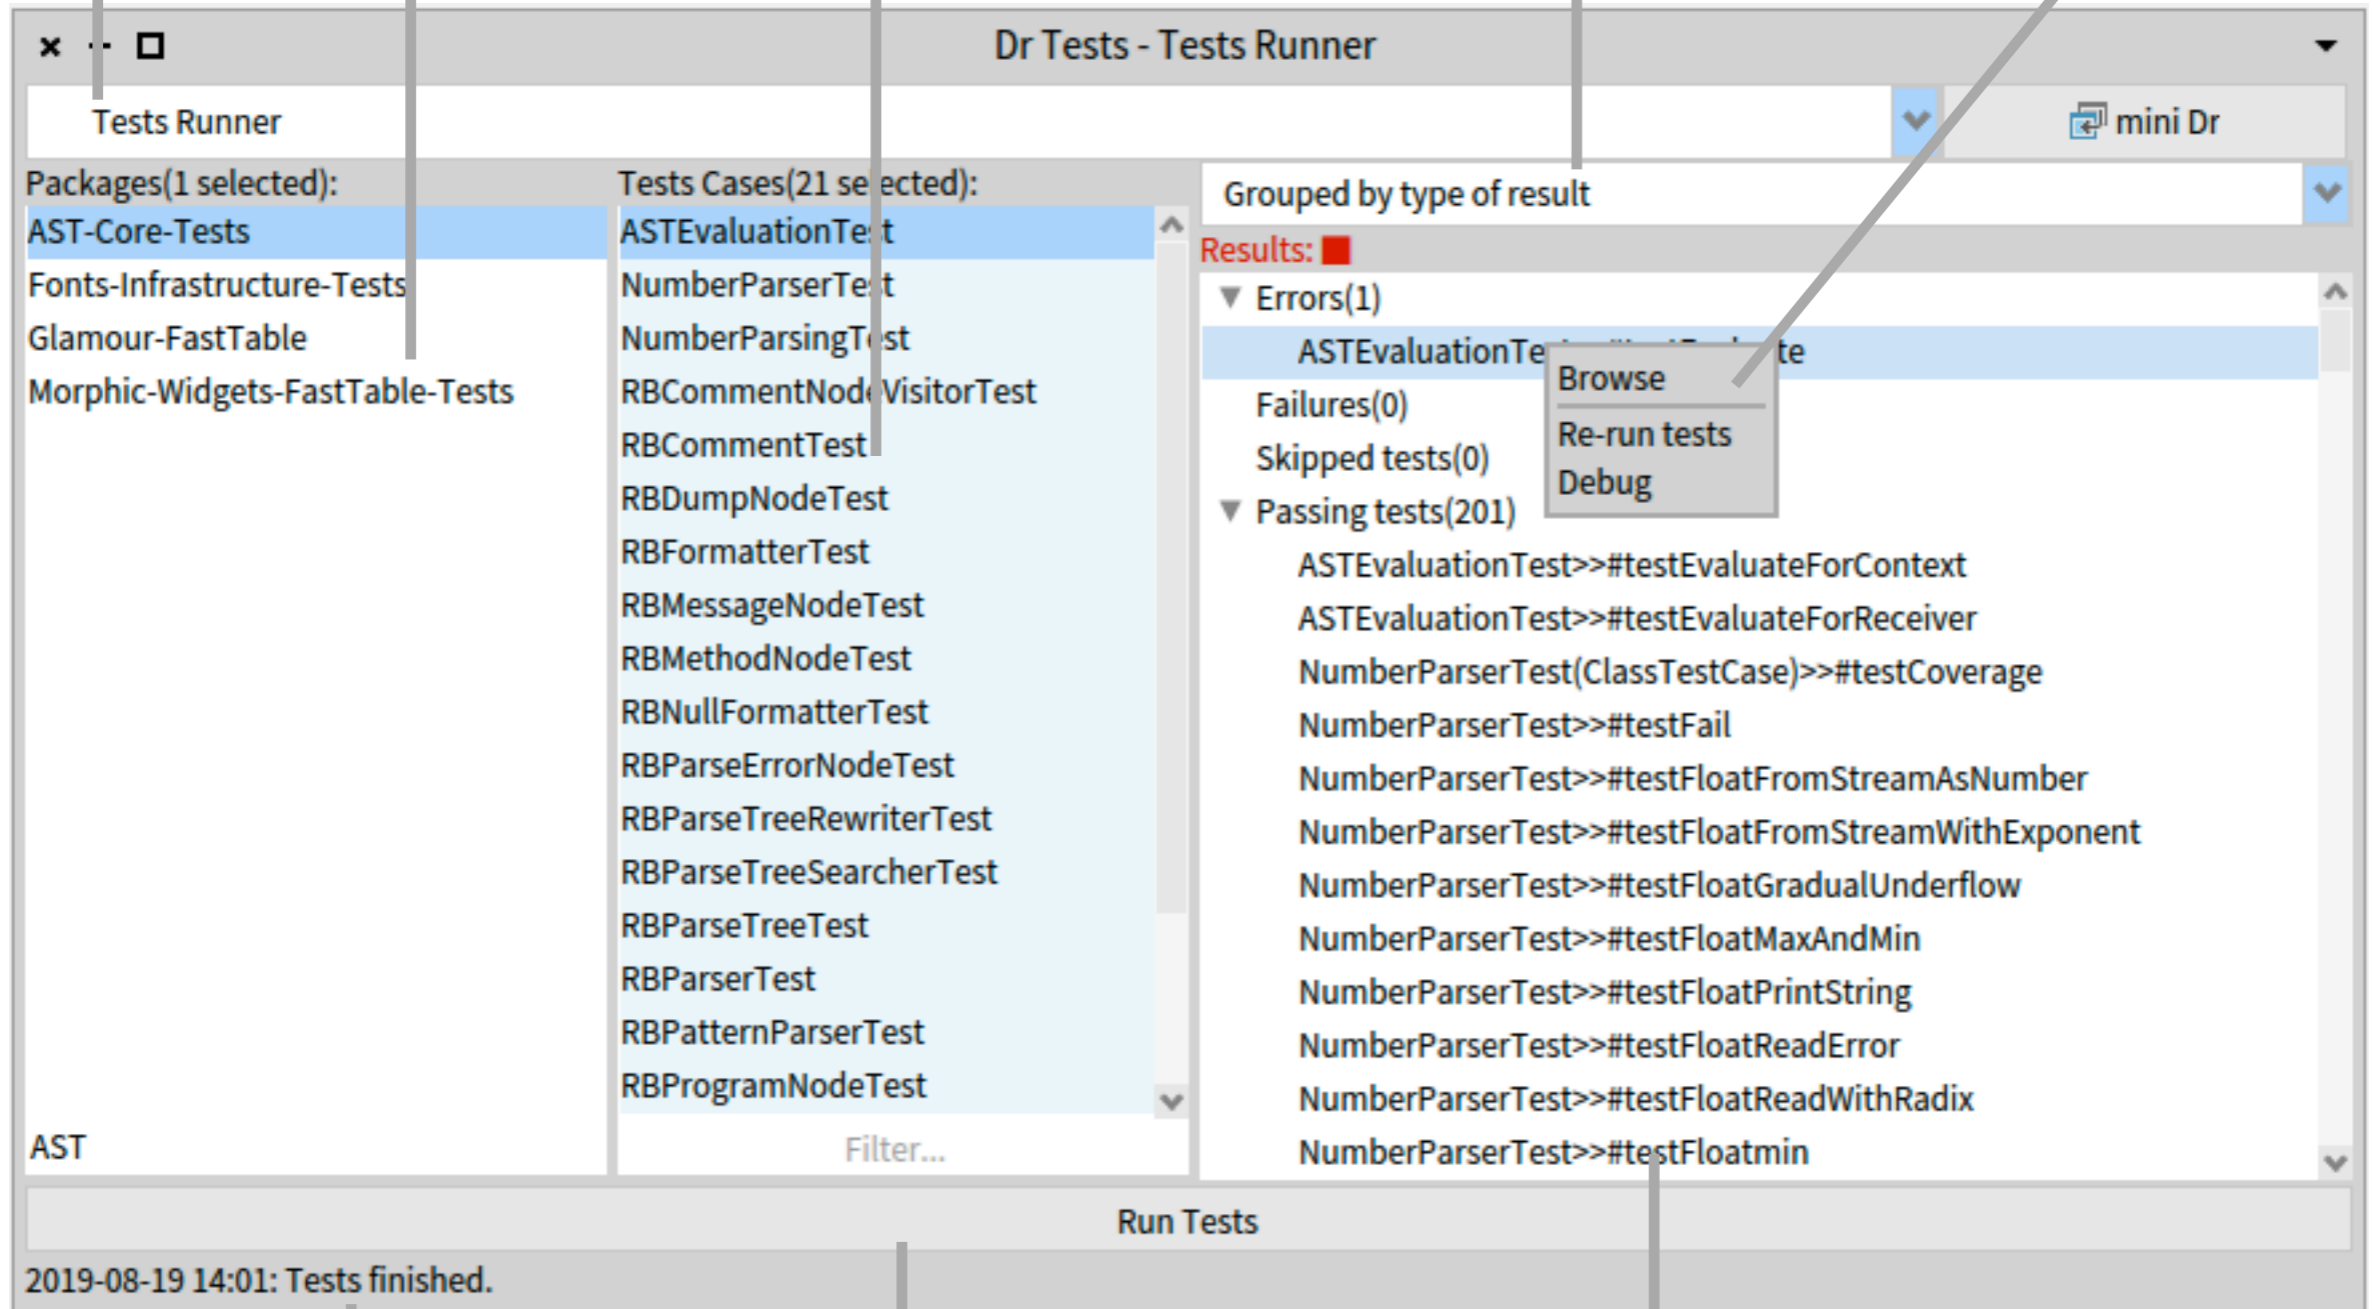 Dr Tests - Tests Runner
Tests Runner
mini Dr
Packages(1 selected):
AST-Core-Tests
Fonts-Infrastructure-Tests
Glamour-FastTable
Morphic-Widgets-FastTable-Tests
AST
Tests Cases(21 selected):
ASTEvaluationTest
NumberParserTest
NumberParsingTest
RBCommentNodeVisitorTest
RBCommentTest
RBDumpNodeTest
RBFormatterTest
RBMessageNodeTest
RBMethodNodeTest
RBNullFormatterTest
RBParseErrorNodeTest
RBParseTreeRewriterTest
RBParseTreeSearcherTest
RBParseTreeTest
RBParserTest
RBPatternParserTest
RBProgramNodeTest
Filter...
Grouped by type of result
Results:
Errors(1)
Browse
Re-run tests
Debug
Failures(0)
Skipped tests(0)
Passing tests(201)
ASTEvaluationTest>>#testEvaluateForContext
ASTEvaluationTest>>#testEvaluateForReceiver
NumberParserTest(ClassTestCase)>>#testCoverage
NumberParserTest>>#testFail
NumberParserTest>>#testFloatFromStreamAsNumber
NumberParserTest>>#testFloatFromStreamWithExponent
NumberParserTest>>#testFloatGradualUnderflow
NumberParserTest>>#testFloatMaxAndMin
NumberParserTest>>#testFloatPrintString
NumberParserTest>>#testFloatReadError
NumberParserTest>>#testFloatReadWithRadix
NumberParserTest>>#testFloatmin
Run Tests
2019-08-19 14:01: Tests finished.